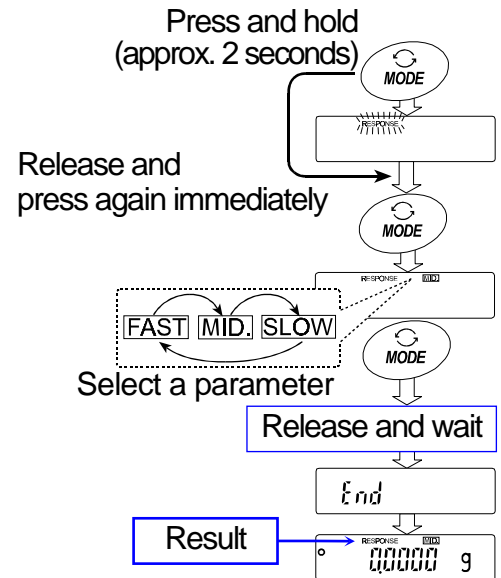 Press and hold
(approx. 2 seconds)
MODE
RESPONSE
Release and
press again immediately
MODE
RESPONSE MID.
FAST MID. SLOW
MODE
Select a parameter
Release and wait
End
Result
RESPONSE MID.
0.0000 g